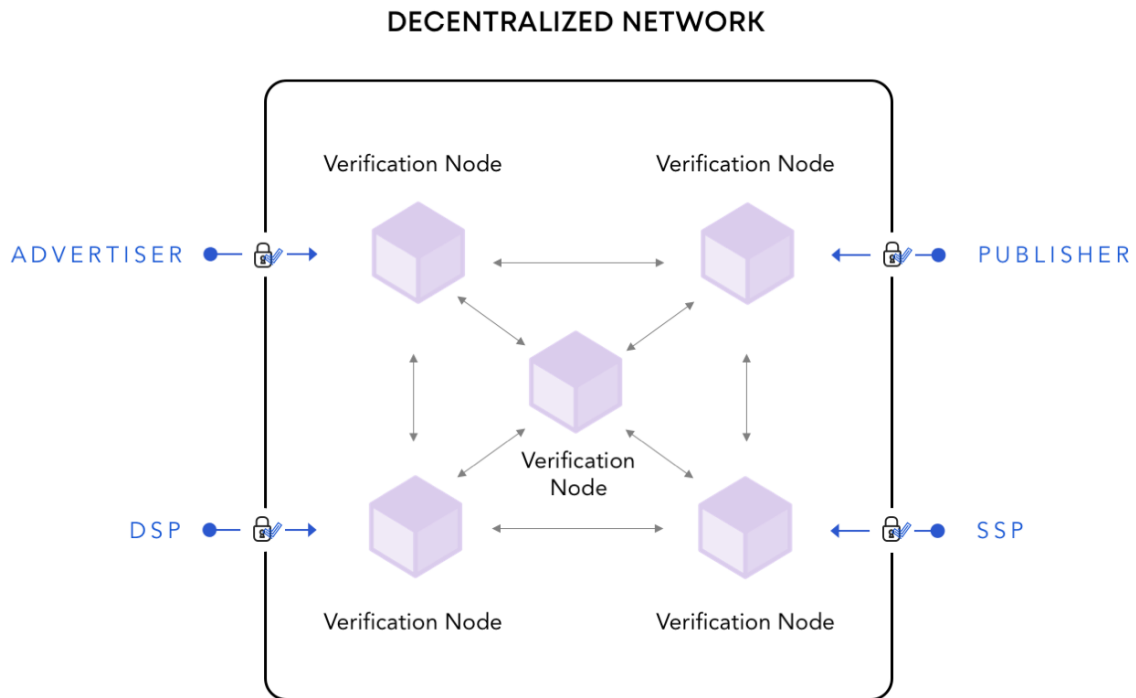 DECENTRALIZED NETWORK
Verification Node
Verification Node
ADVERTISER
PUBLISHER
Verification
Node
DSP
SSP
Verification Node
Verification Node